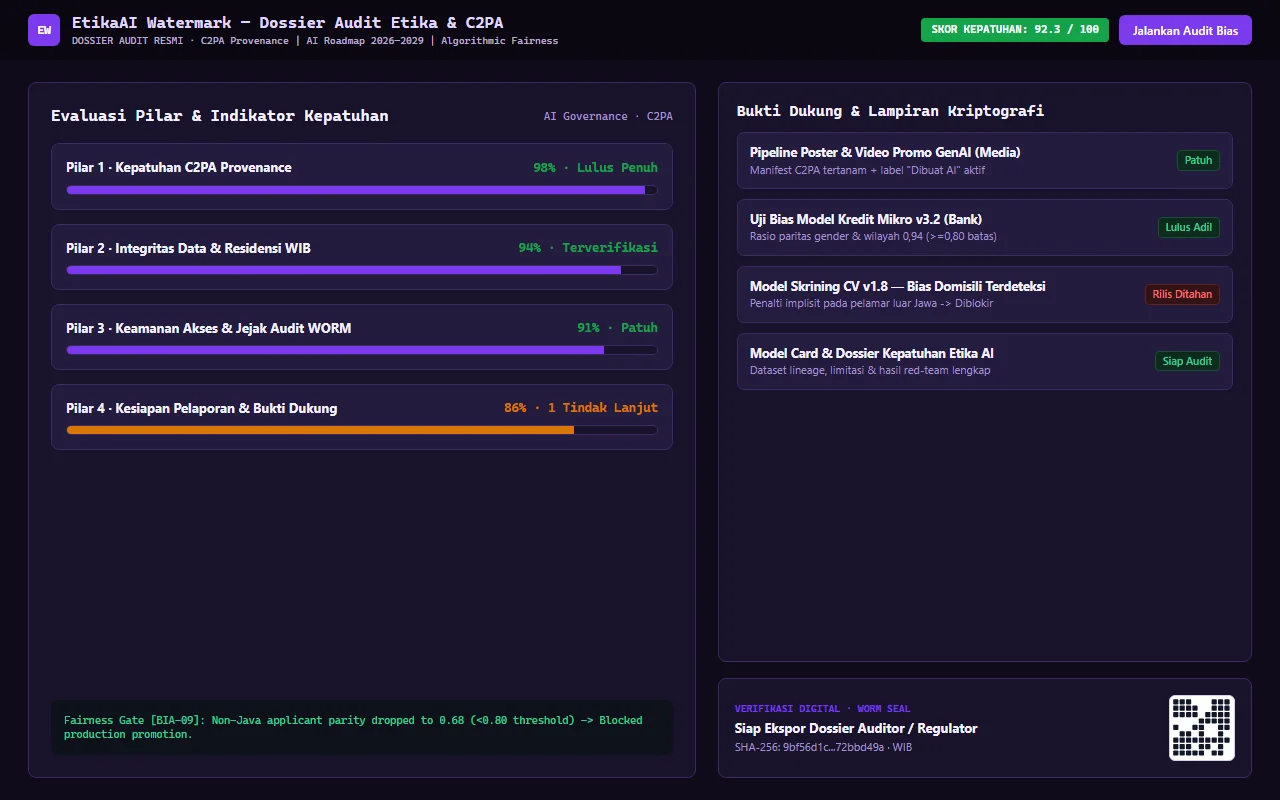 EW
EtikaAI Watermark — Dossier Audit Etika & C2PA
DOSSIER AUDIT RESMI · C2PA Provenance | AI Roadmap 2026–2029 | Algorithmic Fairness
SKOR KEPATUHAN: 92.3 / 100
Jalankan Audit Bias
Evaluasi Pilar & Indikator Kepatuhan
AI Governance · C2PA
Pilar 1 · Kepatuhan C2PA Provenance
98% · Lulus Penuh
Pilar 2 · Integritas Data & Residensi WIB
94% · Terverifikasi
Pilar 3 · Keamanan Akses & Jejak Audit WORM
91% · Patuh
Pilar 4 · Kesiapan Pelaporan & Bukti Dukung
86% · 1 Tindak Lanjut
Fairness Gate [BIA-09]: Non-Java applicant parity dropped to 0.68 (<0.80 threshold) -> Blocked
production promotion.
Bukti Dukung & Lampiran Kriptografi
Pipeline Poster & Video Promo GenAI (Media)
Manifest C2PA tertanam + label "Dibuat AI" aktif
Patuh
Uji Bias Model Kredit Mikro v3.2 (Bank)
Rasio paritas gender & wilayah 0,94 (>=0,80 batas)
Lulus Adil
Model Skrining CV v1.8 — Bias Domisili Terdeteksi
Penalti implisit pada pelamar luar Jawa -> Diblokir
Rilis Ditahan
Model Card & Dossier Kepatuhan Etika AI
Dataset lineage, limitasi & hasil red-team lengkap
Siap Audit
VERIFIKASI DIGITAL · WORM SEAL
Siap Ekspor Dossier Auditor / Regulator
SHA-256: 9bf56d1c...72bbd49a · WIB